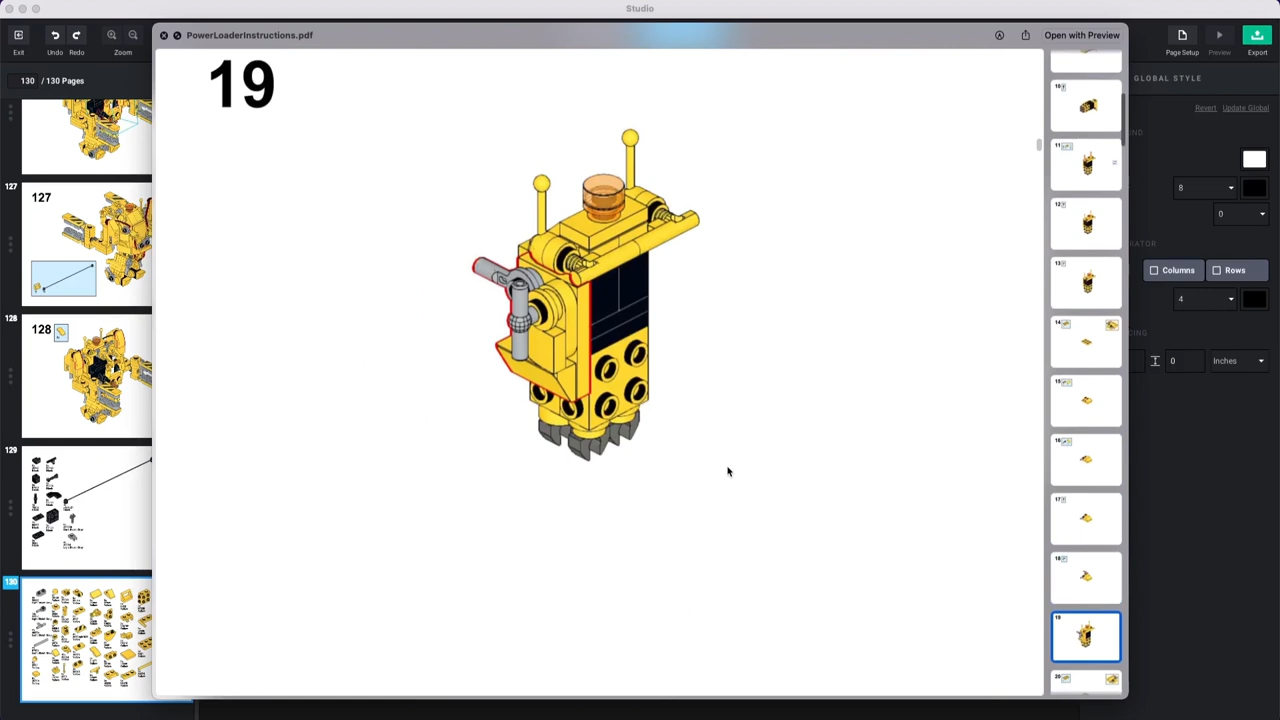 Studio
Exit Undo Redo Zoom
PowerLoaderInstructions.pdf
Open with Preview
Page Setup Preview Export
130 / 130 Pages
GLOBAL STYLE
Revert Update Global
8
0
Columns Rows
4
0 Inches
127
127
128
128
129
130
19
10
11
12
13
14
15
16
17
18
19
20